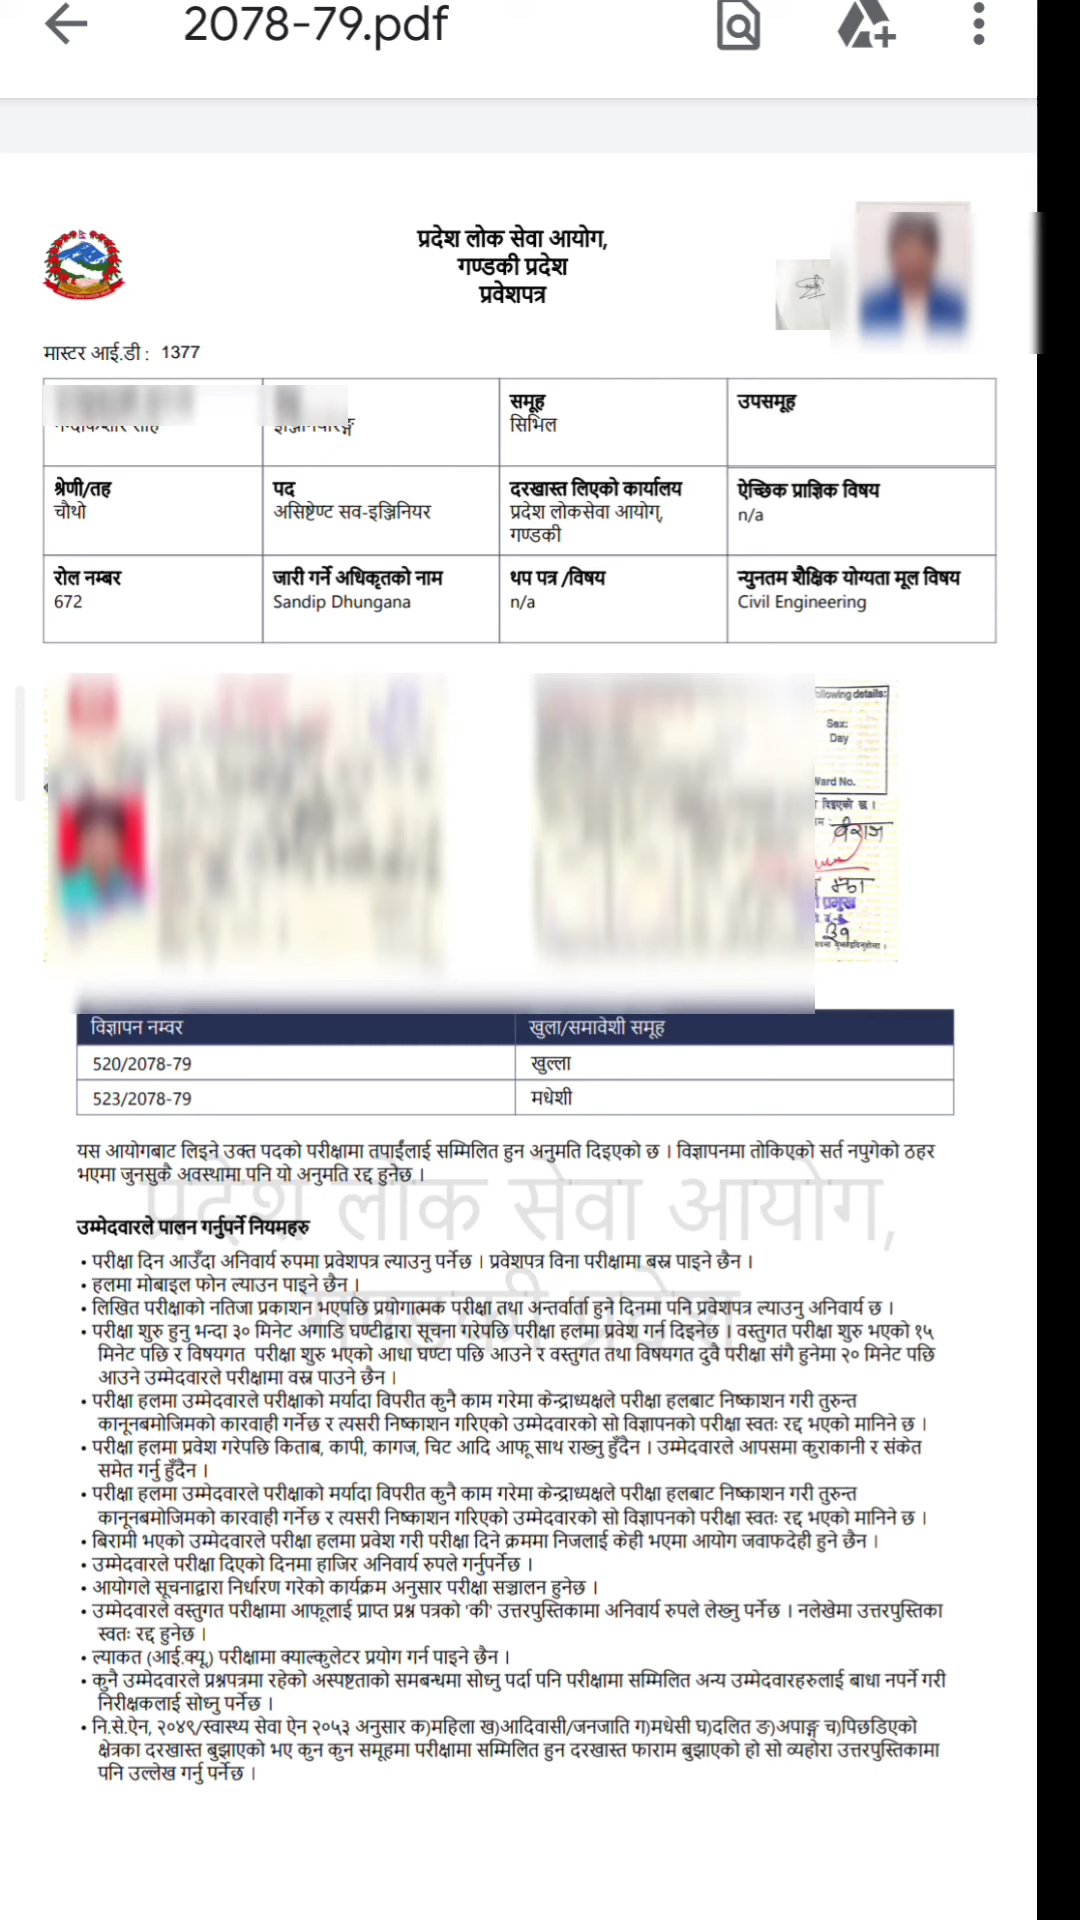 2078-79.pdf
प्रदेश लोक सेवा आयोग,
गण्डकी प्रदेश
प्रवेशपत्र
मास्टर आई.डी : 1377
समूह
सिभिल
उपसमूह
श्रेणी/तह
चौथो
पद
असिष्टेण्ट सव-इञ्जिनियर
दरखास्त लिएको कार्यालय
प्रदेश लोकसेवा आयोग,
गण्डकी
ऐच्छिक प्राज्ञिक विषय
n/a
रोल नम्बर
672
जारी गर्ने अधिकृतको नाम
Sandip Dhungana
थप पत्र /विषय
n/a
न्युनतम शैक्षिक योग्यता मूल विषय
Civil Engineering
following details:
Sex:
Day
Ward No.
दिइएको छ ।
विज्ञापन नम्वर खुला/समावेशी समूह
520/2078-79 खुल्ला
523/2078-79 मधेशी
यस आयोगबाट लिइने उक्त पदको परीक्षामा तपाईंलाई सम्मिलित हुन अनुमति दिइएको छ । विज्ञापनमा तोकिएको सर्त नपुगेको ठहर
भएमा जुनसुकै अवस्थामा पनि यो अनुमति रद्द हुनेछ ।
प्रदेश लोक सेवा आयोग,
गण्डकी प्रदेश
उम्मेदवारले पालन गर्नुपर्ने नियमहरु
• परीक्षा दिन आउँदा अनिवार्य रुपमा प्रवेशपत्र ल्याउनु पर्नेछ । प्रवेशपत्र विना परीक्षामा बस्न पाइने छैन ।
• हलमा मोबाइल फोन ल्याउन पाइने छैन ।
• लिखित परीक्षाको नतिजा प्रकाशन भएपछि प्रयोगात्मक परीक्षा तथा अन्तर्वार्ता हुने दिनमा पनि प्रवेशपत्र ल्याउनु अनिवार्य छ ।
• परीक्षा शुरु हुनु भन्दा ३० मिनेट अगाडि घण्टीद्वारा सूचना गरेपछि परीक्षा हलमा प्रवेश गर्न दिइनेछ । वस्तुगत परीक्षा शुरु भएको १५
मिनेट पछि र विषयगत परीक्षा शुरु भएको आधा घण्टा पछि आउने र वस्तुगत तथा विषयगत दुवै परीक्षा संगै हुनेमा २० मिनेट पछि
आउने उम्मेदवारले परीक्षामा वस्न पाउने छैन ।
• परीक्षा हलमा उम्मेदवारले परीक्षाको मर्यादा विपरीत कुनै काम गरेमा केन्द्राध्यक्षले परीक्षा हलबाट निष्काशन गरी तुरुन्त
कानूनबमोजिमको कारवाही गर्नेछ र त्यसरी निष्काशन गरिएको उम्मेदवारको सो विज्ञापनको परीक्षा स्वतः रद्द भएको मानिने छ ।
• परीक्षा हलमा प्रवेश गरेपछि किताब, कापी, कागज, चिट आदि आफू साथ राख्नु हुँदैन । उम्मेदवारले आपसमा कुराकानी र संकेत
समेत गर्नु हुँदैन ।
• परीक्षा हलमा उम्मेदवारले परीक्षाको मर्यादा विपरीत कुनै काम गरेमा केन्द्राध्यक्षले परीक्षा हलबाट निष्काशन गरी तुरुन्त
कानूनबमोजिमको कारवाही गर्नेछ र त्यसरी निष्काशन गरिएको उम्मेदवारको सो विज्ञापनको परीक्षा स्वतः रद्द भएको मानिने छ ।
• बिरामी भएको उम्मेदवारले परीक्षा हलमा प्रवेश गरी परीक्षा दिने क्रममा निजलाई केही भएमा आयोग जवाफदेही हुने छैन ।
• उम्मेदवारले परीक्षा दिएको दिनमा हाजिर अनिवार्य रुपले गर्नुपर्नेछ ।
• आयोगले सूचनाद्वारा निर्धारण गरेको कार्यक्रम अनुसार परीक्षा सञ्चालन हुनेछ ।
• उम्मेदवारले वस्तुगत परीक्षामा आफूलाई प्राप्त प्रश्न पत्रको 'की' उत्तरपुस्तिकामा अनिवार्य रुपले लेख्नु पर्नेछ । नलेखेमा उत्तरपुस्तिका
स्वतः रद्द हुनेछ ।
• ल्याकत (आई.क्यू.) परीक्षामा क्याल्कुलेटर प्रयोग गर्न पाइने छैन ।
• कुनै उम्मेदवारले प्रश्नपत्रमा रहेको अस्पष्टताको समबन्धमा सोध्नु पर्दा पनि परीक्षामा सम्मिलित अन्य उम्मेदवारहरुलाई बाधा नपर्ने गरी
निरीक्षकलाई सोध्नु पर्नेछ ।
• नि.से.ऐन, २०४९/स्वास्थ्य सेवा ऐन २०५३ अनुसार क)महिला ख)आदिवासी/जनजाति ग)मधेसी घ)दलित ङ)अपाङ्ग च)पिछडिएको
क्षेत्रका दरखास्त बुझाएको भए कुन कुन समूहमा परीक्षामा सम्मिलित हुन दरखास्त फाराम बुझाएको हो सो व्यहोरा उत्तरपुस्तिकामा
पनि उल्लेख गर्नु पर्नेछ ।